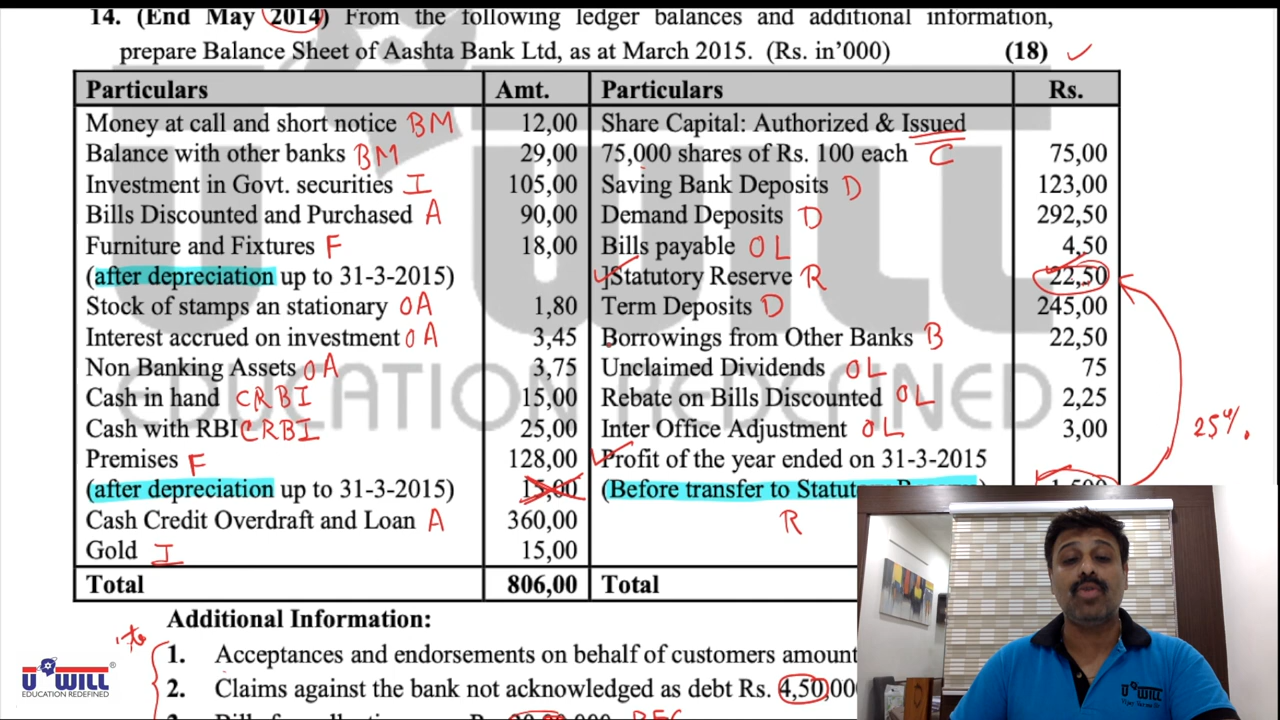 14. (End May 2014) From the following ledger balances and additional information,
prepare Balance Sheet of Aashta Bank Ltd, as at March 2015. (Rs. in’000) (18)
Particulars Amt. Particulars Rs.
Money at call and short notice BM 12,00 Share Capital: Authorized & Issued
Balance with other banks BM 29,00 75,000 shares of Rs. 100 each C 75,00
Investment in Govt. securities I 105,00 Saving Bank Deposits D 123,00
Bills Discounted and Purchased A 90,00 Demand Deposits D 292,50
Furniture and Fixtures F 18,00 Bills payable OL 4,50
(after depreciation up to 31-3-2015) ]Statutory Reserve R 22,50
Stock of stamps an stationary OA 1,80 Term Deposits D 245,00
Interest accrued on investment OA 3,45 Borrowings from Other Banks B 22,50
Non Banking Assets OA 3,75 Unclaimed Dividends OL 75
Cash in hand CRBI 15,00 Rebate on Bills Discounted OL 2,25
Cash with RBI CRBI 25,00 Inter Office Adjustment OL 3,00
25%.
Premises F 128,00 Profit of the year ended on 31-3-2015
(after depreciation up to 31-3-2015) 15,00 (Before transfer to
Cash Credit Overdraft and Loan A 360,00 R
Gold I 15,00
Total 806,00 Total
Additional Information:
1. Acceptances and endorsements on behalf of customers
2. Claims against the bank not acknowledged as debt Rs. 4,50,000
UWILL
EDUCATION REDEFINED